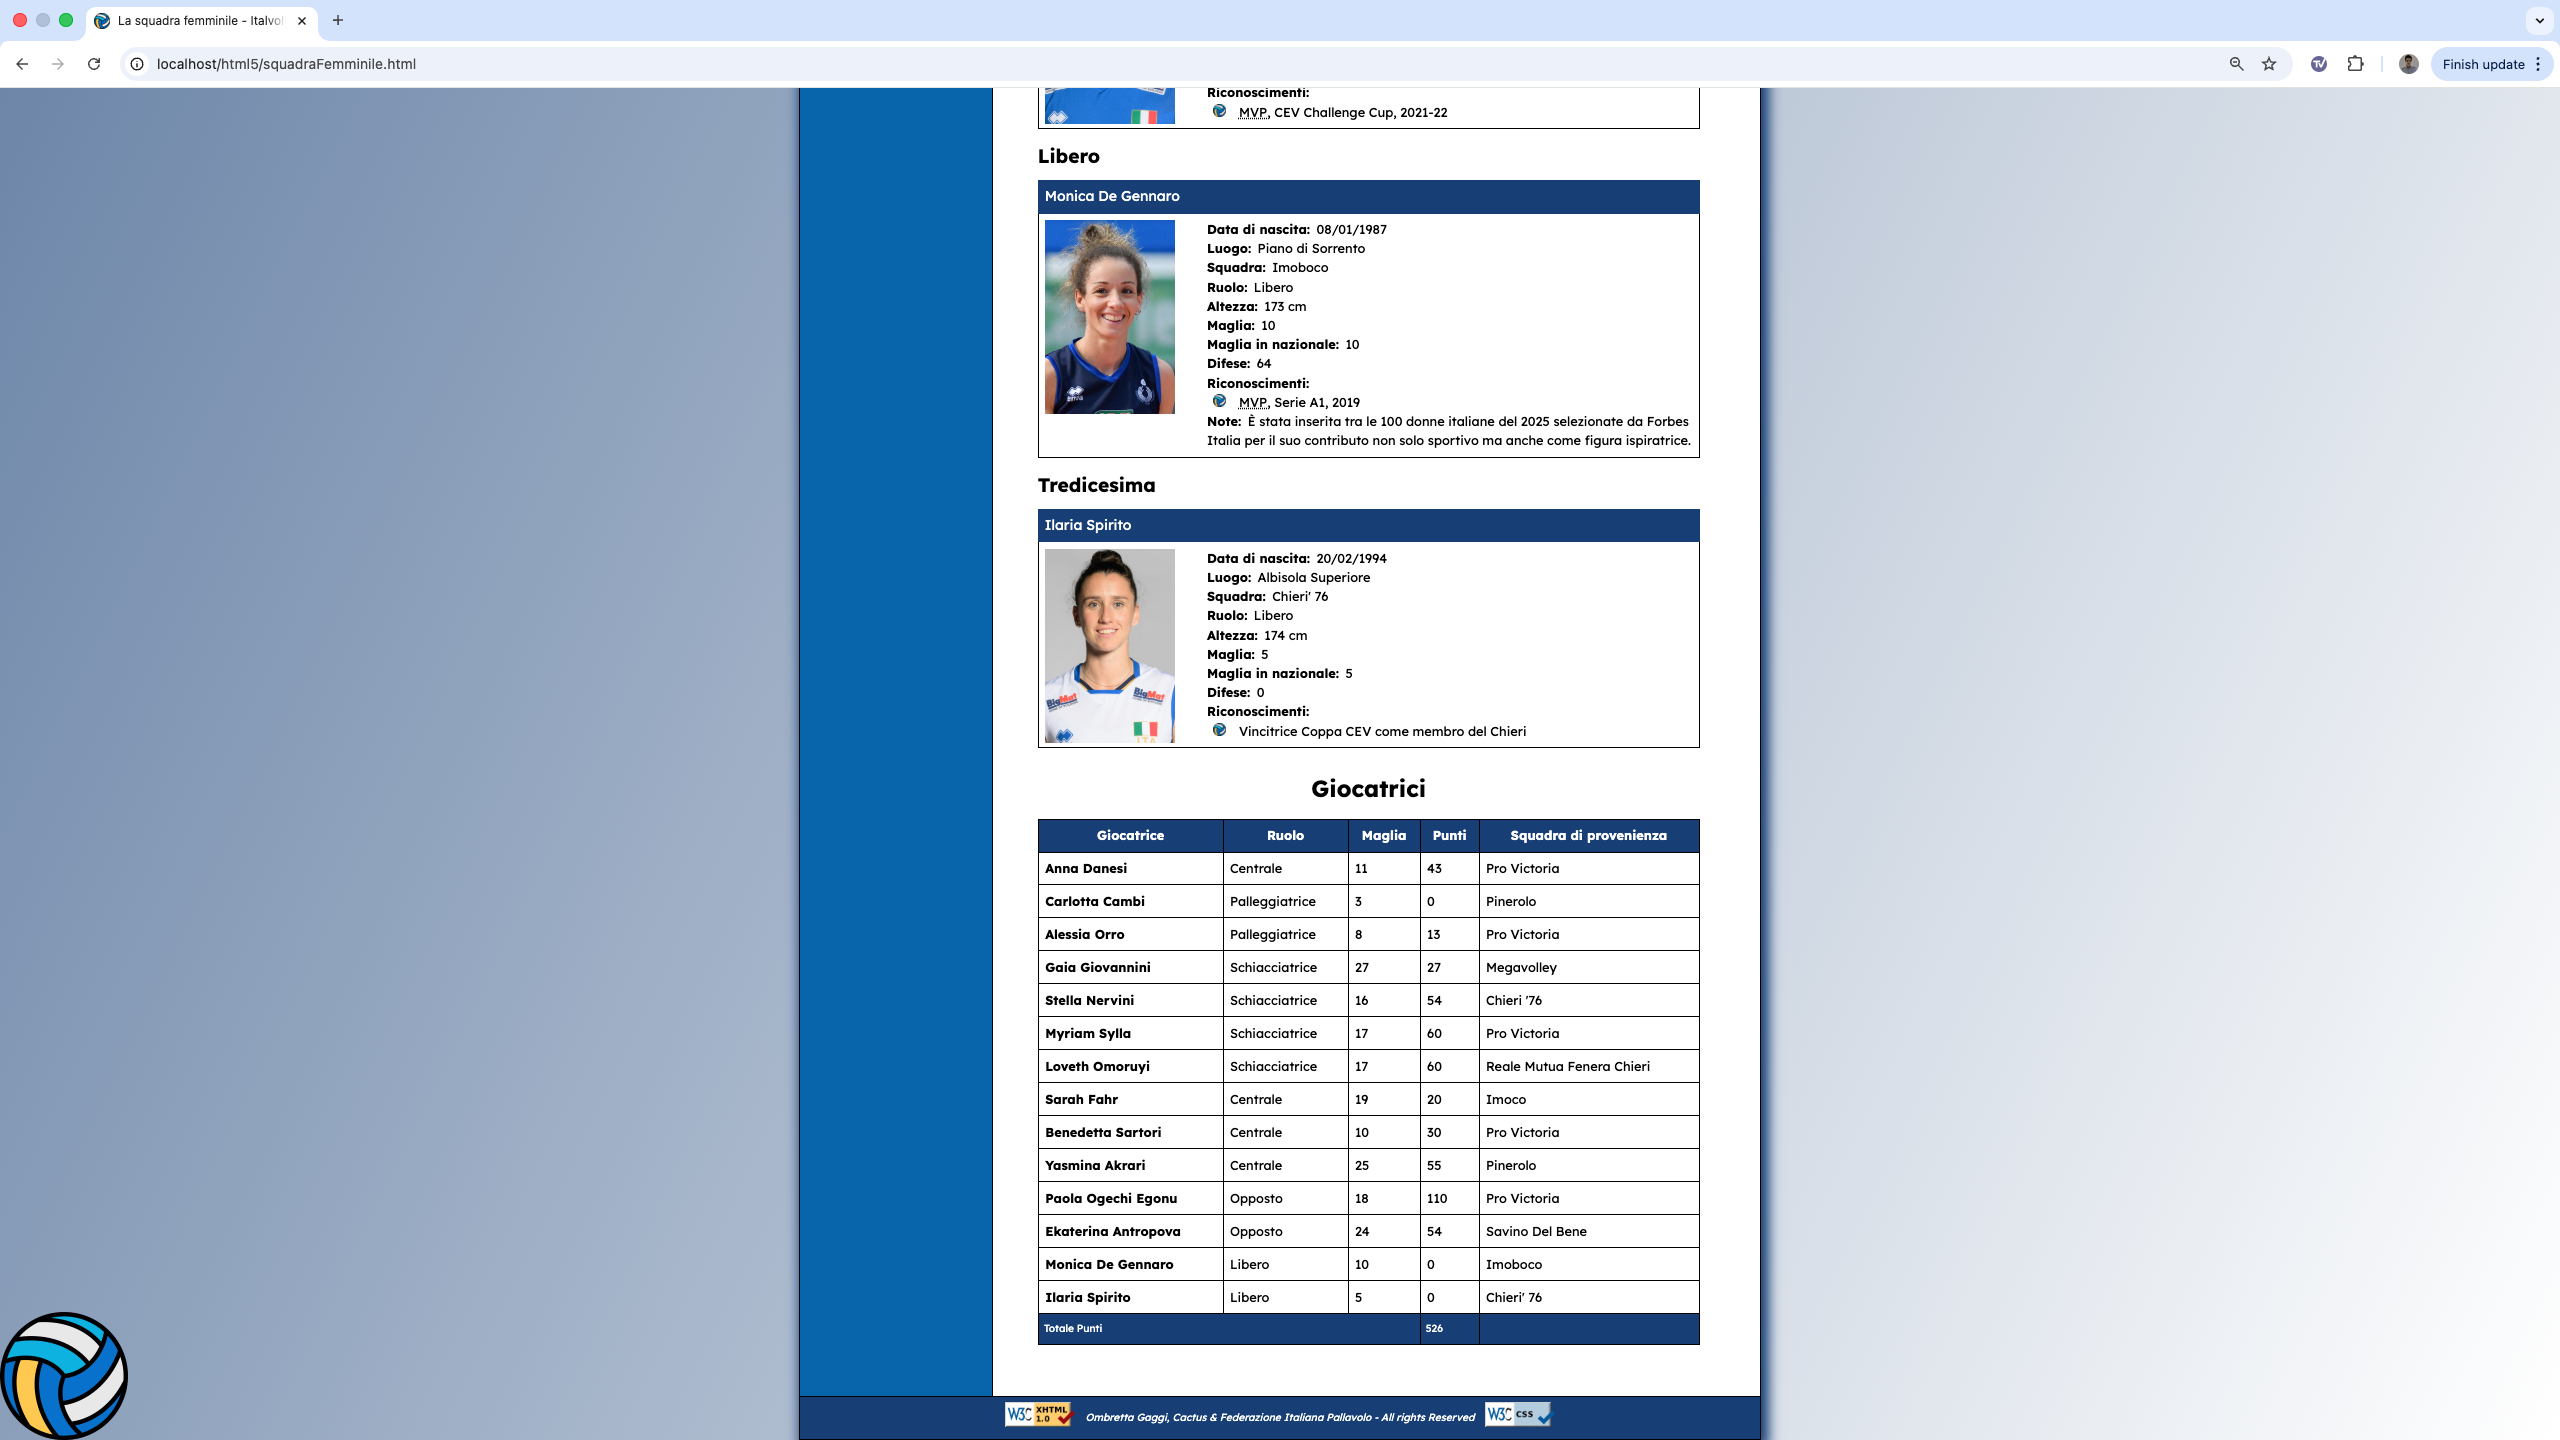 La squadra femminile - Italvol
localhost/html5/squadraFemminile.html
Finish update
Riconoscimenti:
MVP, CEV Challenge Cup, 2021-22
Libero
Monica De Gennaro
Data di nascita: 08/01/1987
Luogo: Piano di Sorrento
Squadra: Imoboco
Ruolo: Libero
Altezza: 173 cm
Maglia: 10
Maglia in nazionale: 10
Difese: 64
Riconoscimenti:
MVP, Serie A1, 2019
Note: È stata inserita tra le 100 donne italiane del 2025 selezionate da Forbes
Italia per il suo contributo non solo sportivo ma anche come figura ispiratrice.
Tredicesima
Ilaria Spirito
Data di nascita: 20/02/1994
Luogo: Albisola Superiore
Squadra: Chieri' 76
Ruolo: Libero
Altezza: 174 cm
Maglia: 5
Maglia in nazionale: 5
Difese: 0
Riconoscimenti:
Vincitrice Coppa CEV come membro del Chieri
BigMat BigMat
ITA
Giocatrici
Giocatrice Ruolo Maglia Punti Squadra di provenienza
Anna Danesi Centrale 11 43 Pro Victoria
Carlotta Cambi Palleggiatrice 3 0 Pinerolo
Alessia Orro Palleggiatrice 8 13 Pro Victoria
Gaia Giovannini Schiacciatrice 27 27 Megavolley
Stella Nervini Schiacciatrice 16 54 Chieri '76
Myriam Sylla Schiacciatrice 17 60 Pro Victoria
Loveth Omoruyi Schiacciatrice 17 60 Reale Mutua Fenera Chieri
Sarah Fahr Centrale 19 20 Imoco
Benedetta Sartori Centrale 10 30 Pro Victoria
Yasmina Akrari Centrale 25 55 Pinerolo
Paola Ogechi Egonu Opposto 18 110 Pro Victoria
Ekaterina Antropova Opposto 24 54 Savino Del Bene
Monica De Gennaro Libero 10 0 Imoboco
Ilaria Spirito Libero 5 0 Chieri' 76
Totale Punti 526
W3C XHTML 1.0 Ombretta Gaggi, Cactus & Federazione Italiana Pallavolo - All rights Reserved W3C css